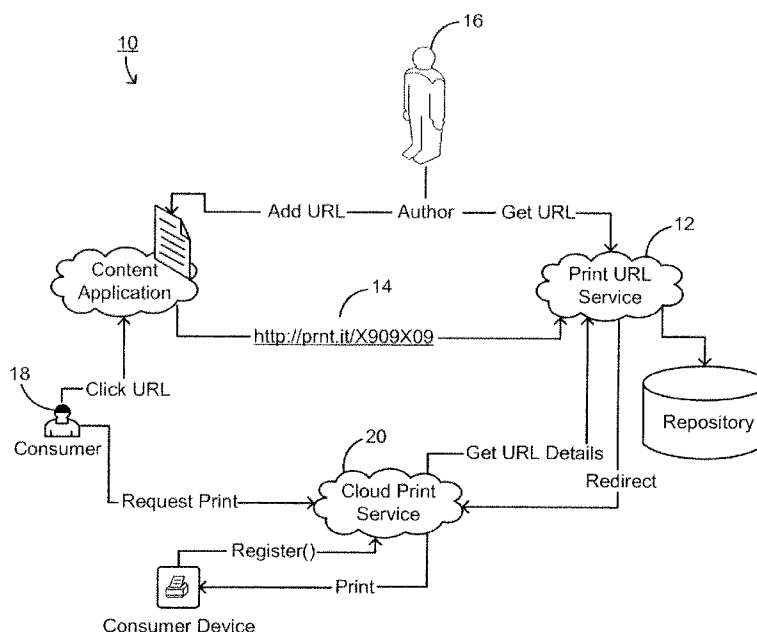 10
16
Add URL
Author
Get URL
12
Content
Application
Print URL
Service
14
http://prnt.it/X909X09
18
Click URL
Consumer
Repository
20
Get URL Details
Cloud Print
Service
Redirect
Request Print
Register()
Print
Consumer Device